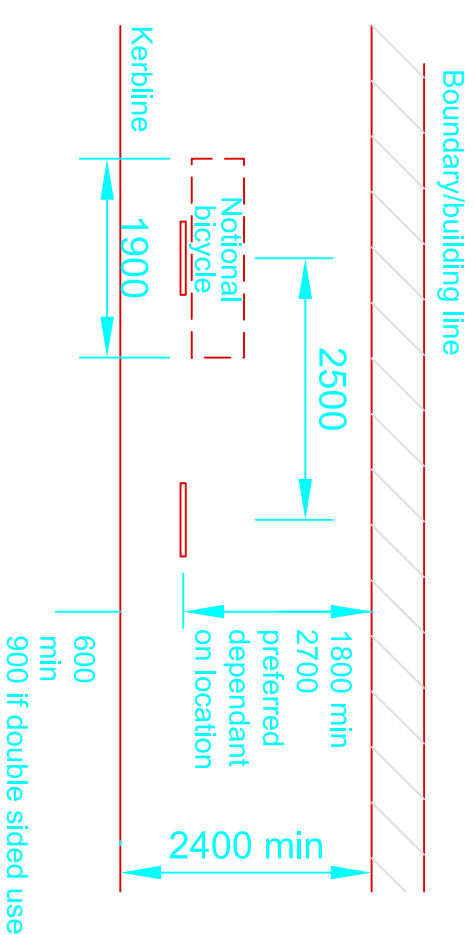 Boundary/building line
2500
Notional
bicycle
1900
Kerbline
1800 min
2700
preferred
dependant
on location
2400 min
600
min
900 if double sided use